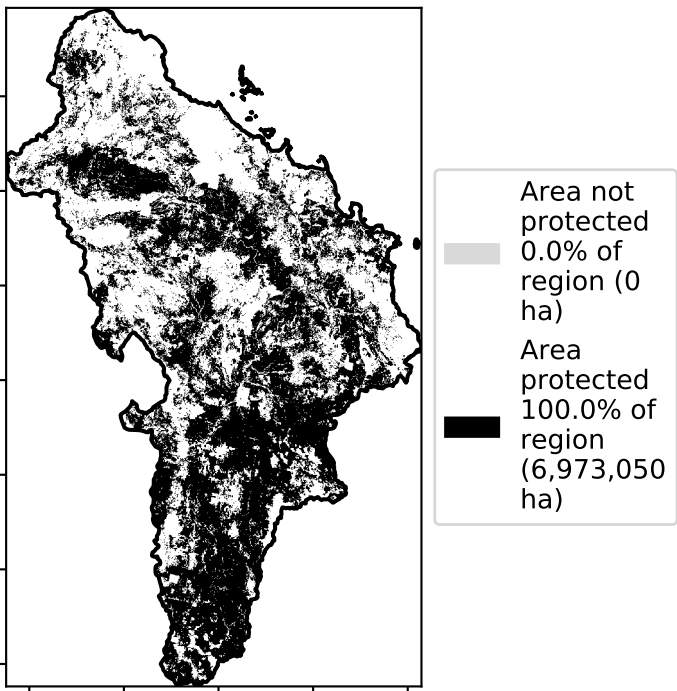 Area not
protected
0.0% of
region (0
ha)
Area
protected
100.0% of
region
(6,973,050
ha)